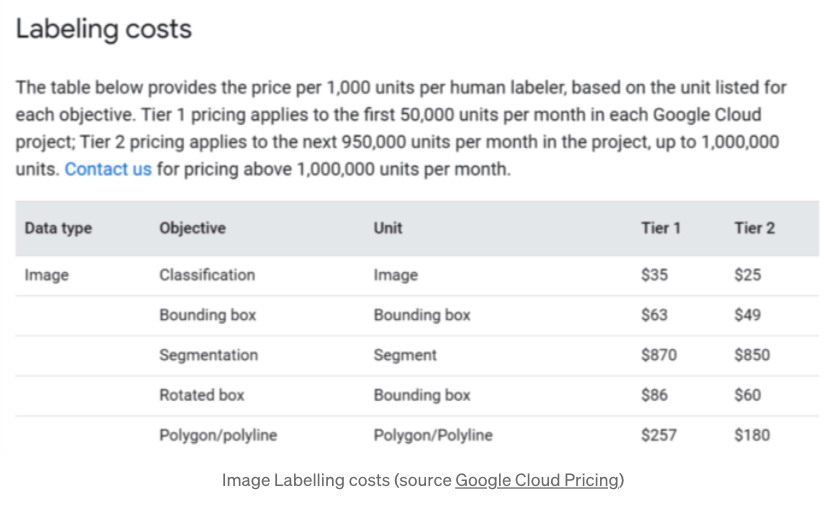 Labeling costs
The table below provides the price per 1,000 units per human labeler, based on the unit listed for
each objective. Tier 1 pricing applies to the first 50,000 units per month in each Google Cloud
project; Tier 2 pricing applies to the next 950,000 units per month in the project, up to 1,000,000
units. Contact us for pricing above 1,000,000 units per month.
Data type Objective Unit Tier 1 Tier 2
Image Classification Image $35 $25
Bounding box Bounding box $63 $49
Segmentation Segment $870 $850
Rotated box Bounding box $86 $60
Polygon/polyline Polygon/Polyline $257 $180
Image Labelling costs (source Google Cloud Pricing)